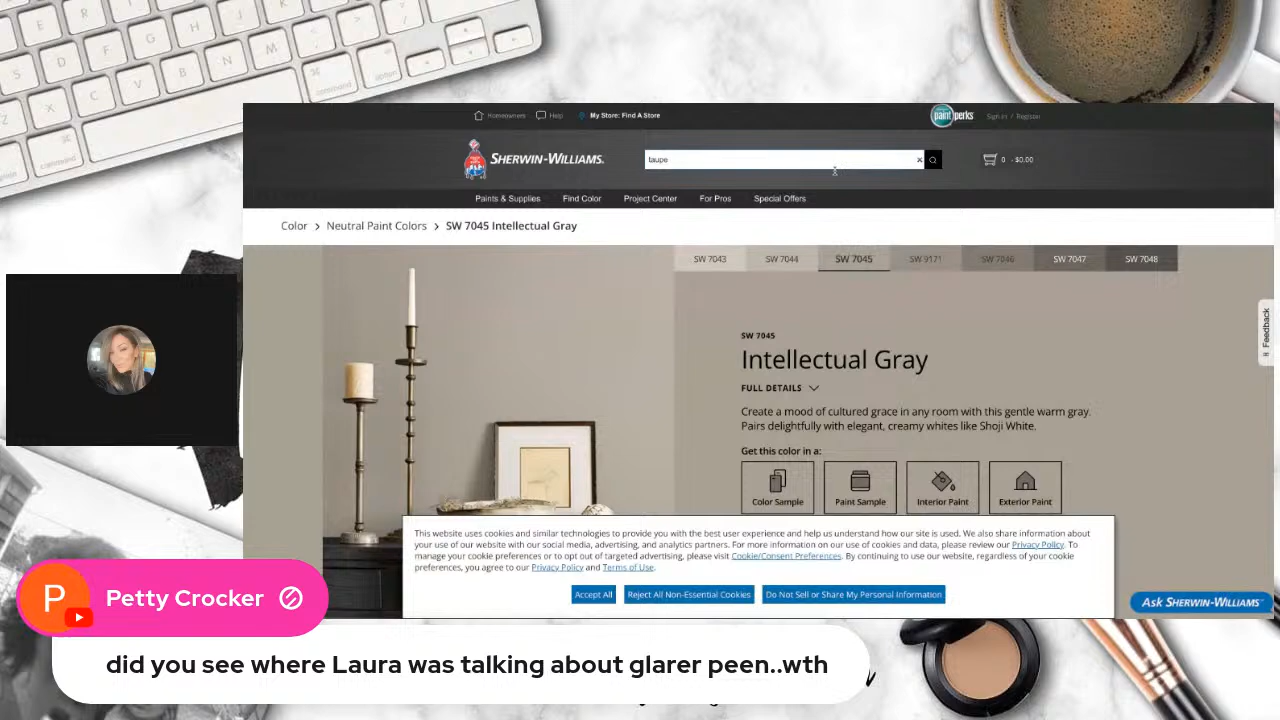 Homeowners
Help
My Store: Find A Store
paint perks
Sign In / Register
SHERWIN-WILLIAMS.
taupe
0 - $0.00
Paints & Supplies
Find Color
Project Center
For Pros
Special Offers
Color > Neutral Paint Colors > SW 7045 Intellectual Gray
SW 7043
SW 7044
SW 7045
SW 9171
SW 7046
SW 7047
SW 7048
SW 7045
Intellectual Gray
FULL DETAILS
Create a mood of cultured grace in any room with this gentle warm gray.
Pairs delightfully with elegant, creamy whites like Shoji White.
Get this color in a:
Color Sample
Paint Sample
Interior Paint
Exterior Paint
Feedback
This website uses cookies and similar technologies to provide you with the best user experience and help us understand how our site is used. We also share information
about your use of our website with our social media, advertising, and analytics partners. For more information on our use of cookies and data, please review our Privacy Policy. To
manage your cookie preferences or to opt out of targeted advertising, please visit Cookie/Consent Preferences. By continuing to use our website, regardless of your cookie
preferences, you agree to our Privacy Policy and Terms of Use.
Accept All
Reject All Non-Essential Cookies
Do Not Sell or Share My Personal Information
Ask SHERWIN-WILLIAMS
P
Petty Crocker
did you see where Laura was talking about glarer peen..wth
E
R
T
Y
U
I
O
P
S
D
F
G
H
J
K
L
X
C
V
B
N
M
command
command
option
command